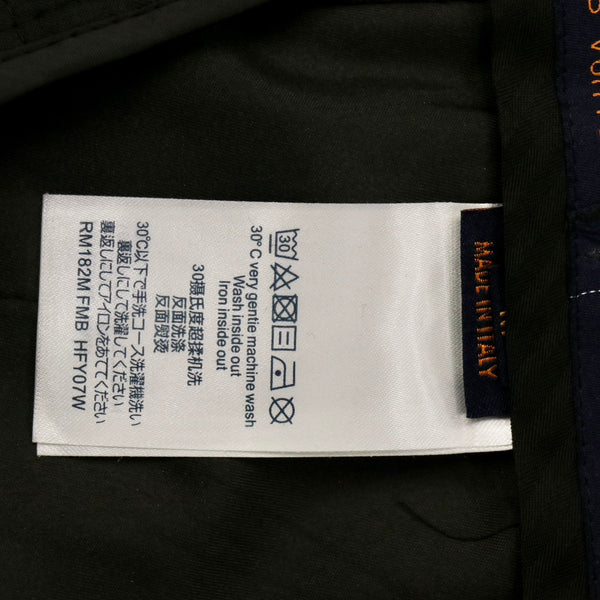 30
30°C very gentle machine wash
Wash inside out
Iron inside out
30摄氏度超揉机洗
反面洗涤
反面熨烫
30℃以下で手洗コース洗濯機洗い
裏返しにして洗濯してください
裏返しにしてアイロンをあててください
RM182M FMB HFY07W
MADE IN ITALY